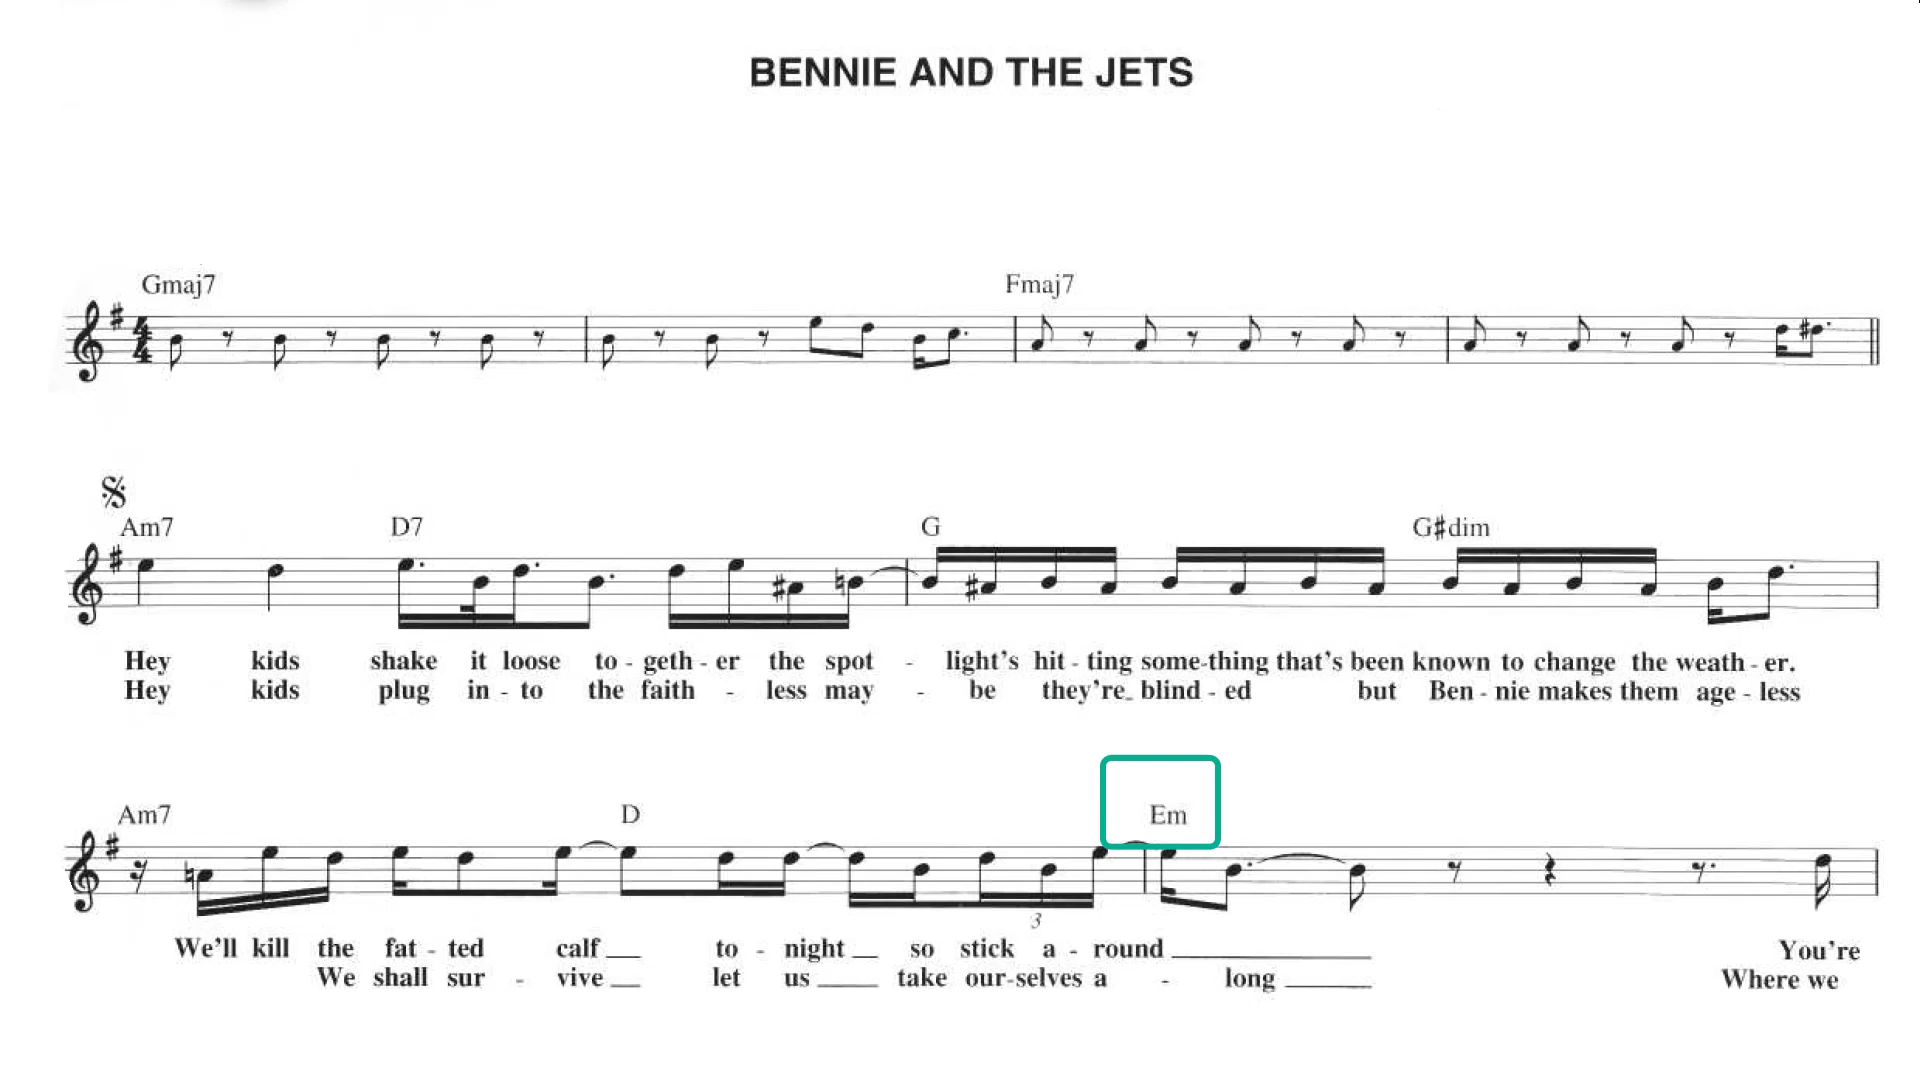 BENNIE AND THE JETS
Gmaj7 Fmaj7
4
4
Am7 D7 G G#dim
Hey kids shake it loose to - geth - er the spot - light's hit - ting some-thing that's been known to change the weath - er.
Hey kids plug in - to the faith - less may - be they're blind - ed but Ben - nie makes them age - less
Am7 D Em
3
We'll kill the fat - ted calf to - night so stick a - round You're
We shall sur - vive let us take our-selves a - long Where we